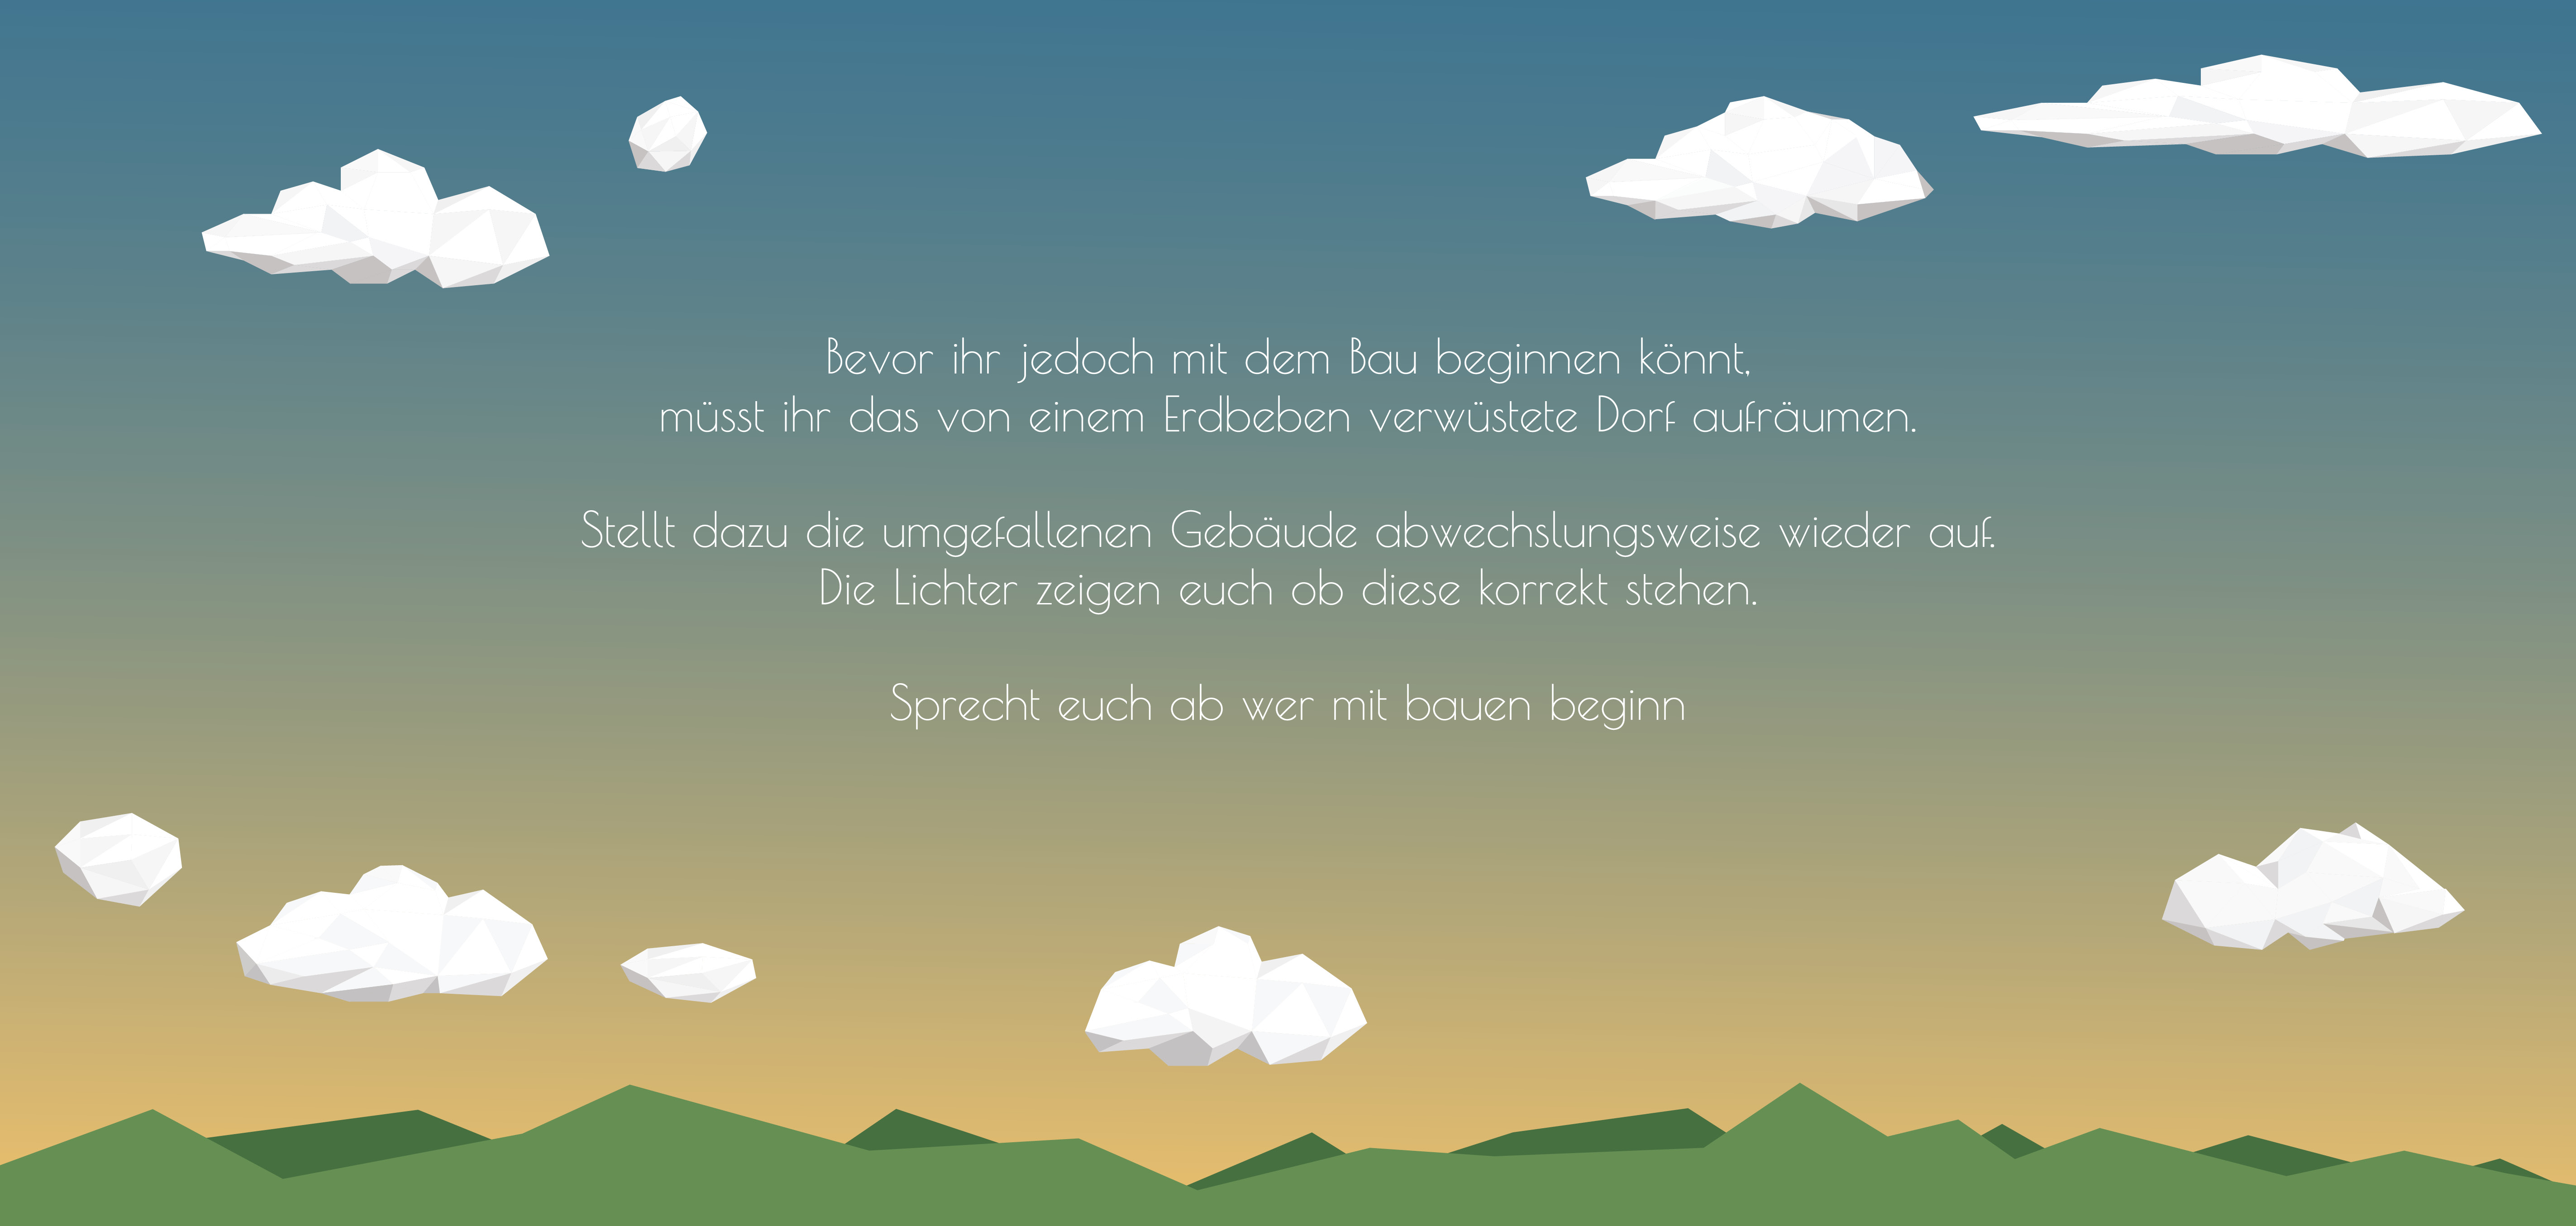 Bevor ihr jedoch mit dem Bau beginnen könnt,
müsst ihr das von einem Erdbeben verwüstete Dorf aufräumen.
Stellt dazu die umgefallenen Gebäude abwechslungsweise wieder auf.
Die Lichter zeigen euch ob diese korrekt stehen.
Sprecht euch ab wer mit bauen beginn